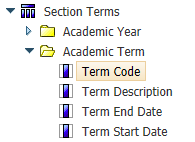 Section Terms
Academic Year
Academic Term
Term Code
Term Description
Term End Date
Term Start Date